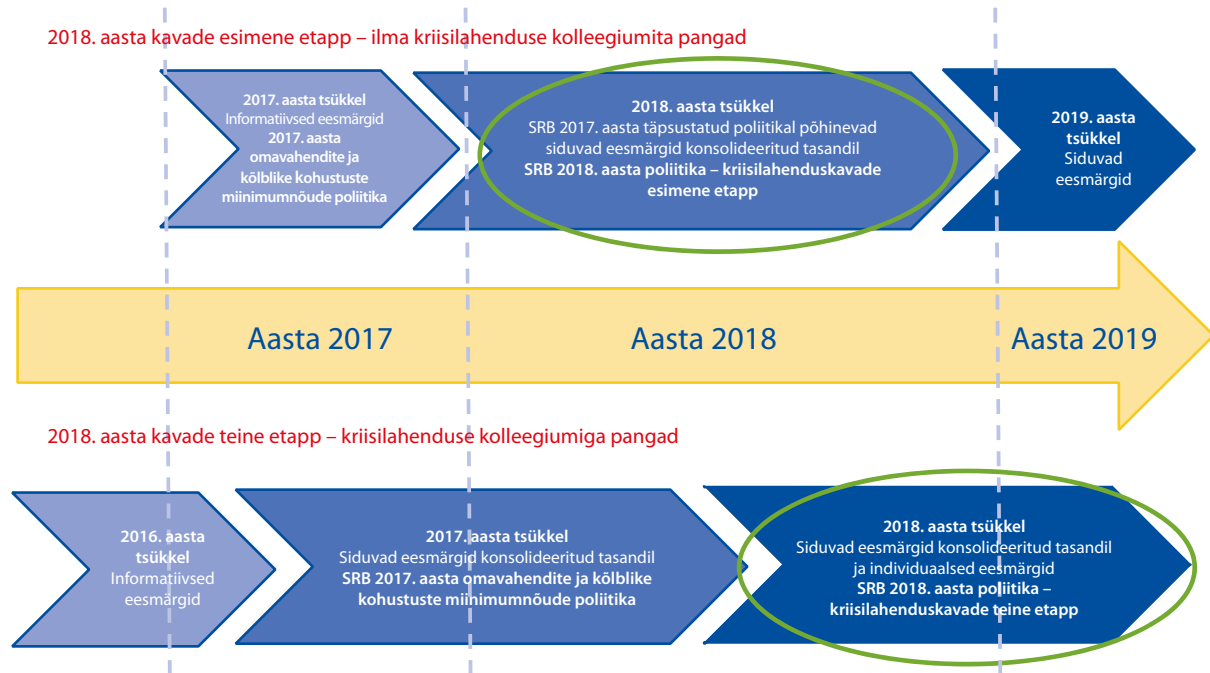 2018. aasta kavade esimene etapp – ilma kriisilahenduse kolleegiumita pangad
2017. aasta tsükkel
Informatiivsed eesmärgid
2017. aasta
omavahendite ja
kõlblike kohustuste
miinimumnõude poliitika
2018. aasta tsükkel
SRB 2017. aasta täpsustatud poliitikal põhinevad
siduvad eesmärgid konsolideeritud tasandil
SRB 2018. aasta poliitika – kriisilahenduskavade
esimene etapp
2019. aasta
tsükkel
Siduvad
eesmärgid
Aasta 2017
Aasta 2018
Aasta 2019
2018. aasta kavade teine etapp – kriisilahenduse kolleegiumiga pangad
2016. aasta
tsükkel
Informatiivsed
eesmärgid
2017. aasta tsükkel
Siduvad eesmärgid konsolideeritud tasandil
SRB 2017. aasta omavahendite ja kõlblike
kohustuste miinimumnõude poliitika
2018. aasta tsükkel
Siduvad eesmärgid konsolideeritud tasandil
ja individuaalsed eesmärgid
SRB 2018. aasta poliitika –
kriisilahenduskavade teine etapp